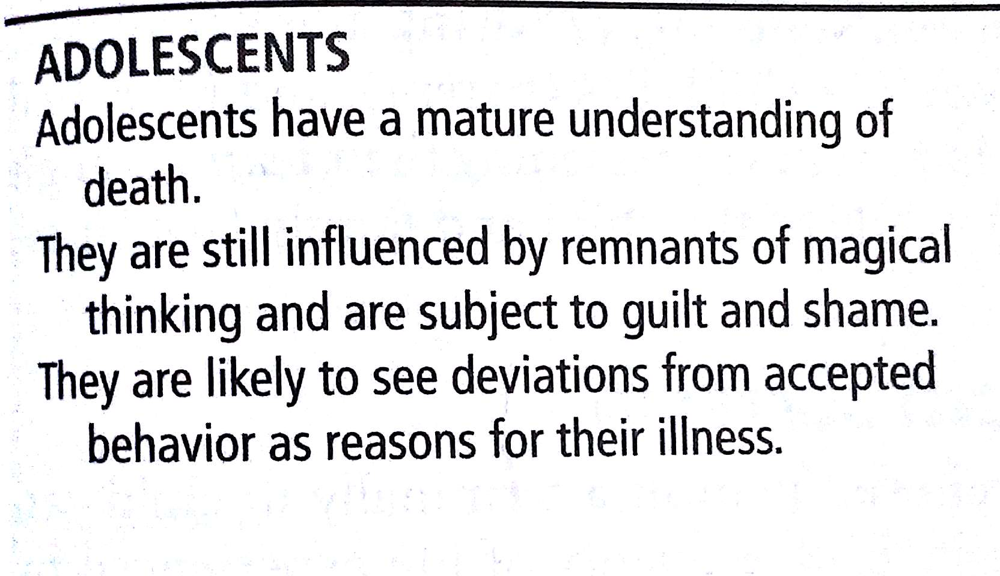 ADOLESCENTS
Adolescents have a mature understanding of
death.
They are still influenced by remnants of magical
thinking and are subject to guilt and shame.
They are likely to see deviations from accepted
behavior as reasons for their illness.